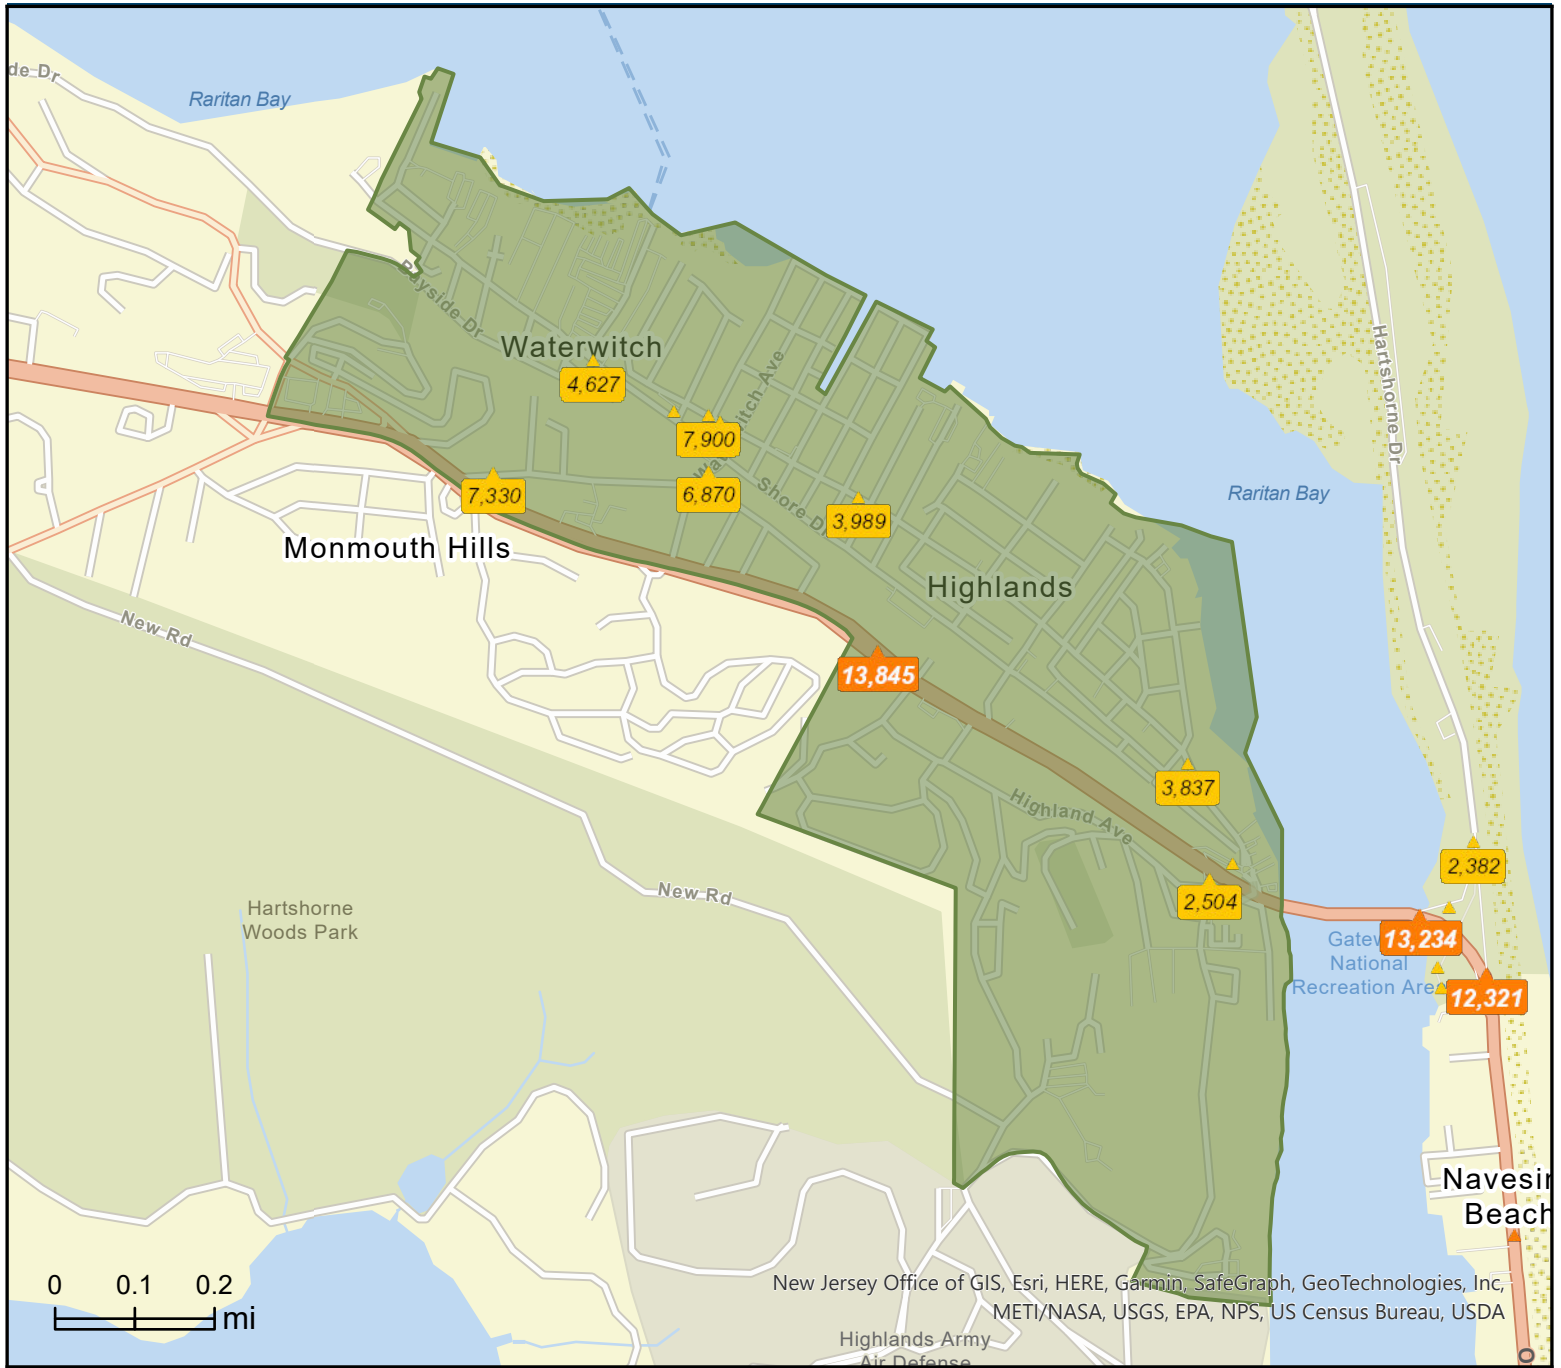 de Dr
Raritan Bay
Bayside Dr
Waterwitch
4,627
Waterwitch Ave
7,900
7,330
6,870
Shore Dr
3,989
Hartshorne Dr
Raritan Bay
Monmouth Hills
Highlands
New Rd
13,845
3,837
Highland Ave
2,382
New Rd
2,504
Hartshorne
Woods Park
13,234
National
Recreation Area
12,321
Navesin
Beach
0 0.1 0.2
mi
New Jersey Office of GIS, Esri, HERE, Garmin, SafeGraph, GeoTechnologies, Inc,
METI/NASA, USGS, EPA, NPS, US Census Bureau, USDA
Highlands Army
Air Defense
O